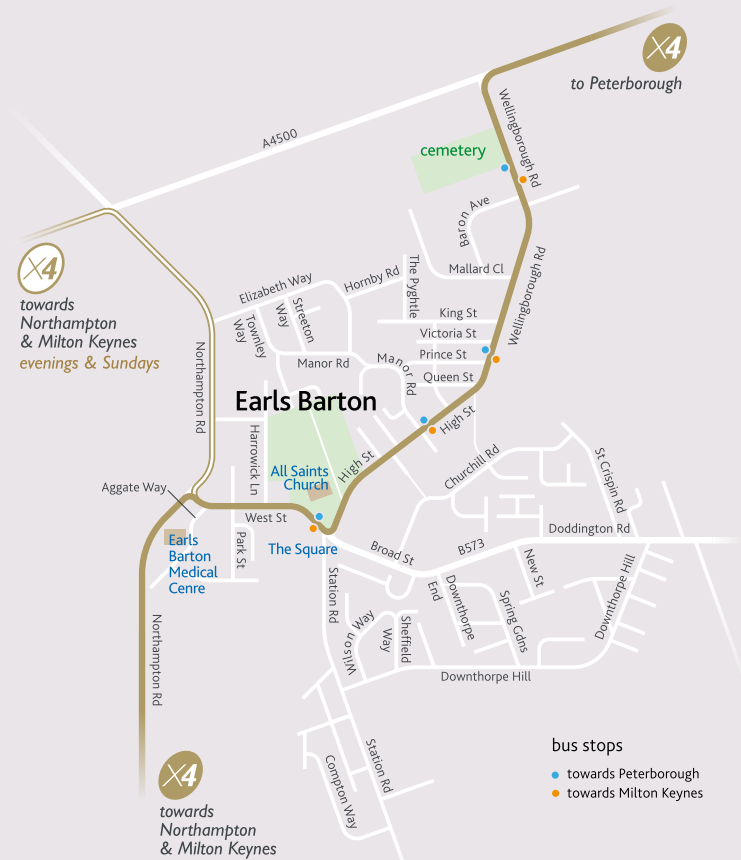 X4
to Peterborough
Wellingborough Rd
A4500
cemetery
Baron Ave
X4
towards
Northampton
& Milton Keynes
evenings & Sundays
Elizabeth Way
Hornby Rd
The Pyghtle
Mallard Cl
Wellingborough Rd
Townley
Way
Streeton
Way
King St
Victoria St
Prince St
Queen St
Manor Rd
Manor Rd
Northampton Rd
Earls Barton
High St
Harrowick Ln
All Saints
Church
High St
Churchill Rd
St Crispin Rd
Aggate Way
West St
Doddington Rd
Park St
The Square
Earls
Barton
Medical
Cenre
Broad St
B573
New St
Station Rd
Downthorpe
End
Spring Gdns
Downthorpe Hill
Wilson Way
Sheffield
Way
Northampton Rd
Downthorpe Hill
Station Rd
Compton Way
bus stops
towards Peterborough
towards Milton Keynes
X4
towards
Northampton
& Milton Keynes